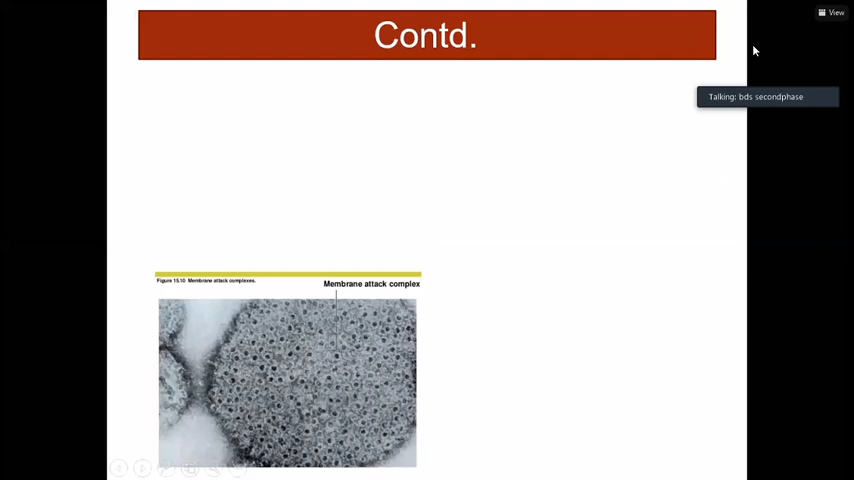 Contd.
View
Talking: bds secondphase
Figure 15.10 Membrane attack complexes.
Membrane attack complex